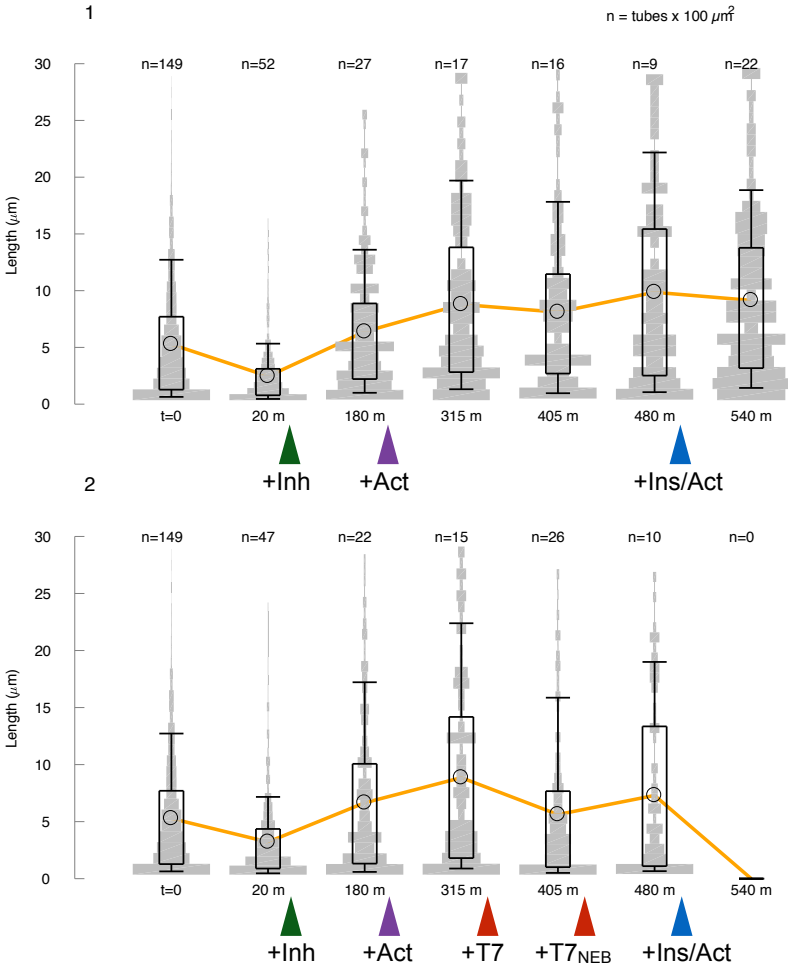 1
n = tubes x 100 μm²
n=149 n=52 n=27 n=17 n=16 n=9 n=22
30
25
20
15
10
5
0
Length (μm)
t=0 20 m 180 m 315 m 405 m 480 m 540 m
+Inh +Act +Ins/Act
2
n=149 n=47 n=22 n=15 n=26 n=10 n=0
30
25
20
15
10
5
0
Length (μm)
t=0 20 m 180 m 315 m 405 m 480 m 540 m
+Inh +Act +T7 +T7NEB +Ins/Act